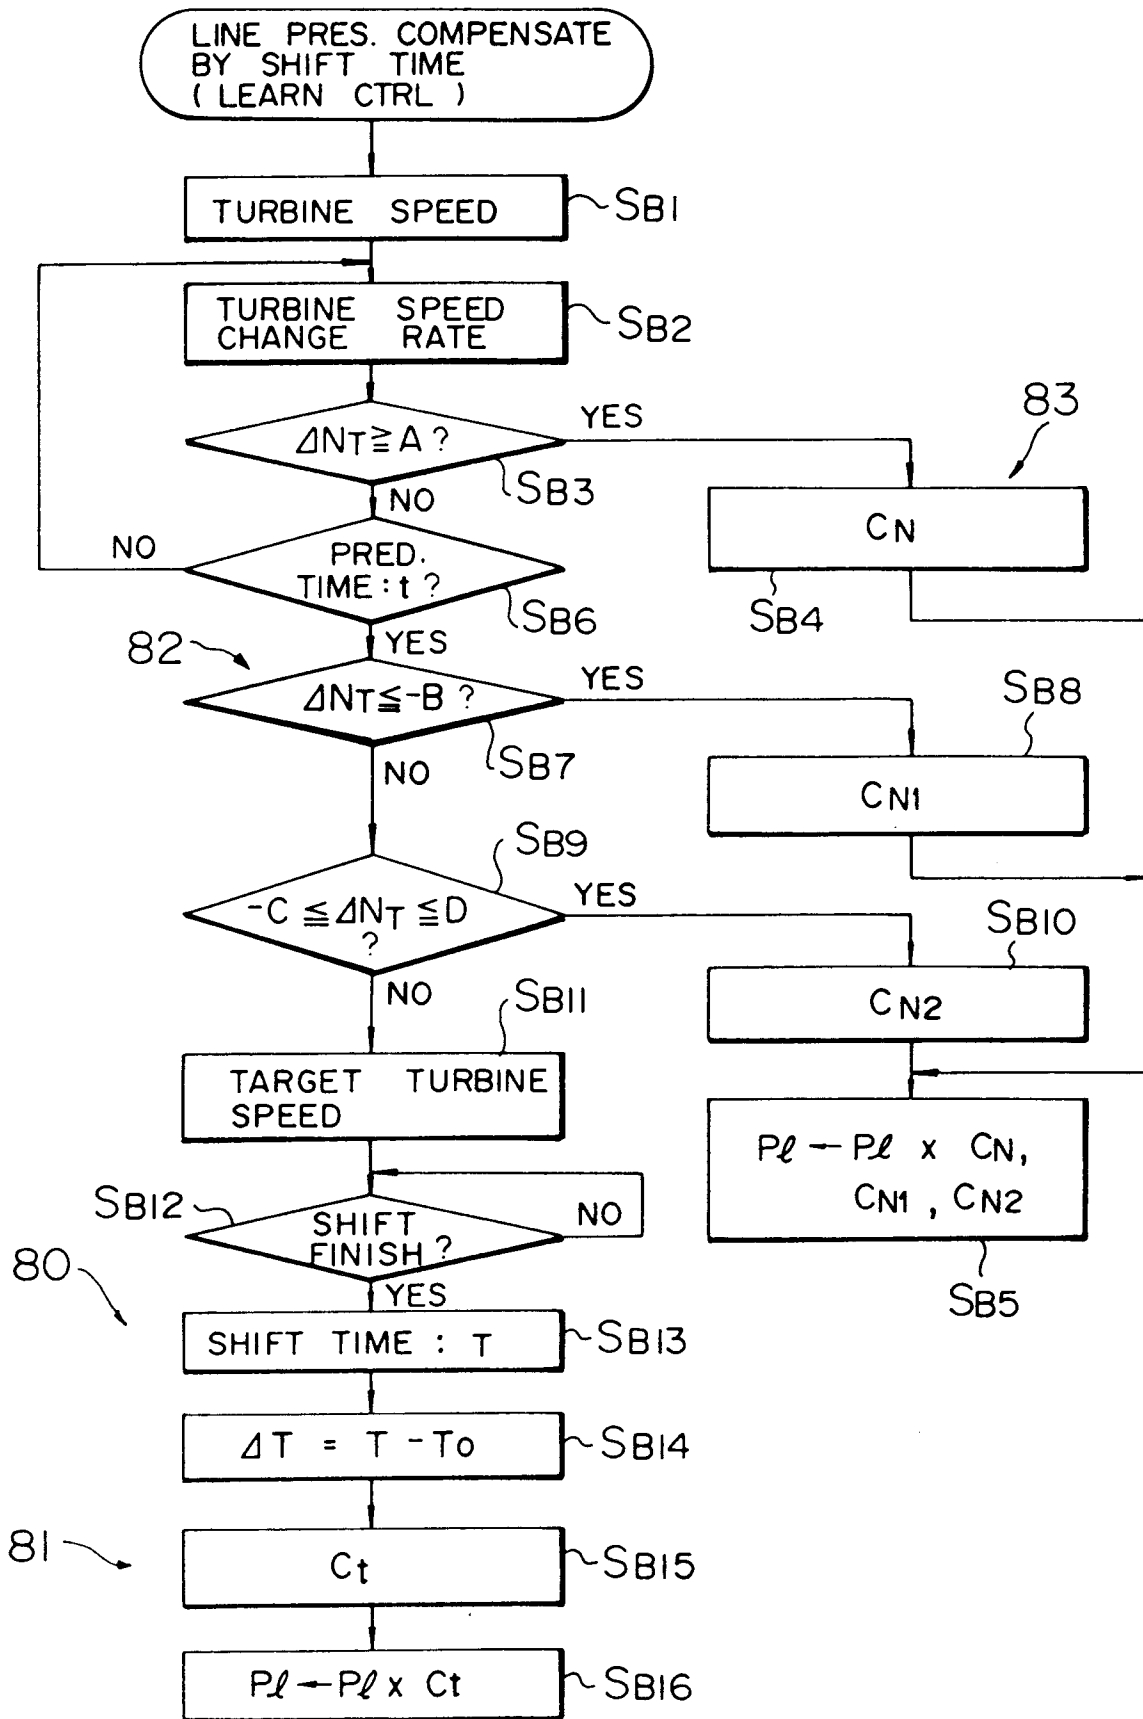 LINE PRES. COMPENSATE
BY SHIFT TIME
( LEARN CTRL )
TURBINE SPEED
SB1
TURBINE SPEED
CHANGE RATE
SB2
ΔNT≧A ?
YES
SB3
NO
83
CN
SB4
NO
PRED.
TIME:t ?
SB6
YES
82
ΔNT≦-B ?
YES
SB7
NO
SB8
CN1
SB9
-C ≦ΔNT≦D
?
YES
NO
SB10
CN2
SB11
TARGET TURBINE
SPEED
Pℓ←Pℓ x CN,
CN1 , CN2
SB5
SB12
SHIFT
FINISH ?
NO
YES
80
SHIFT TIME : T
SB13
ΔT = T - To
SB14
81
Ct
SB15
Pℓ←Pℓ x Ct
SB16